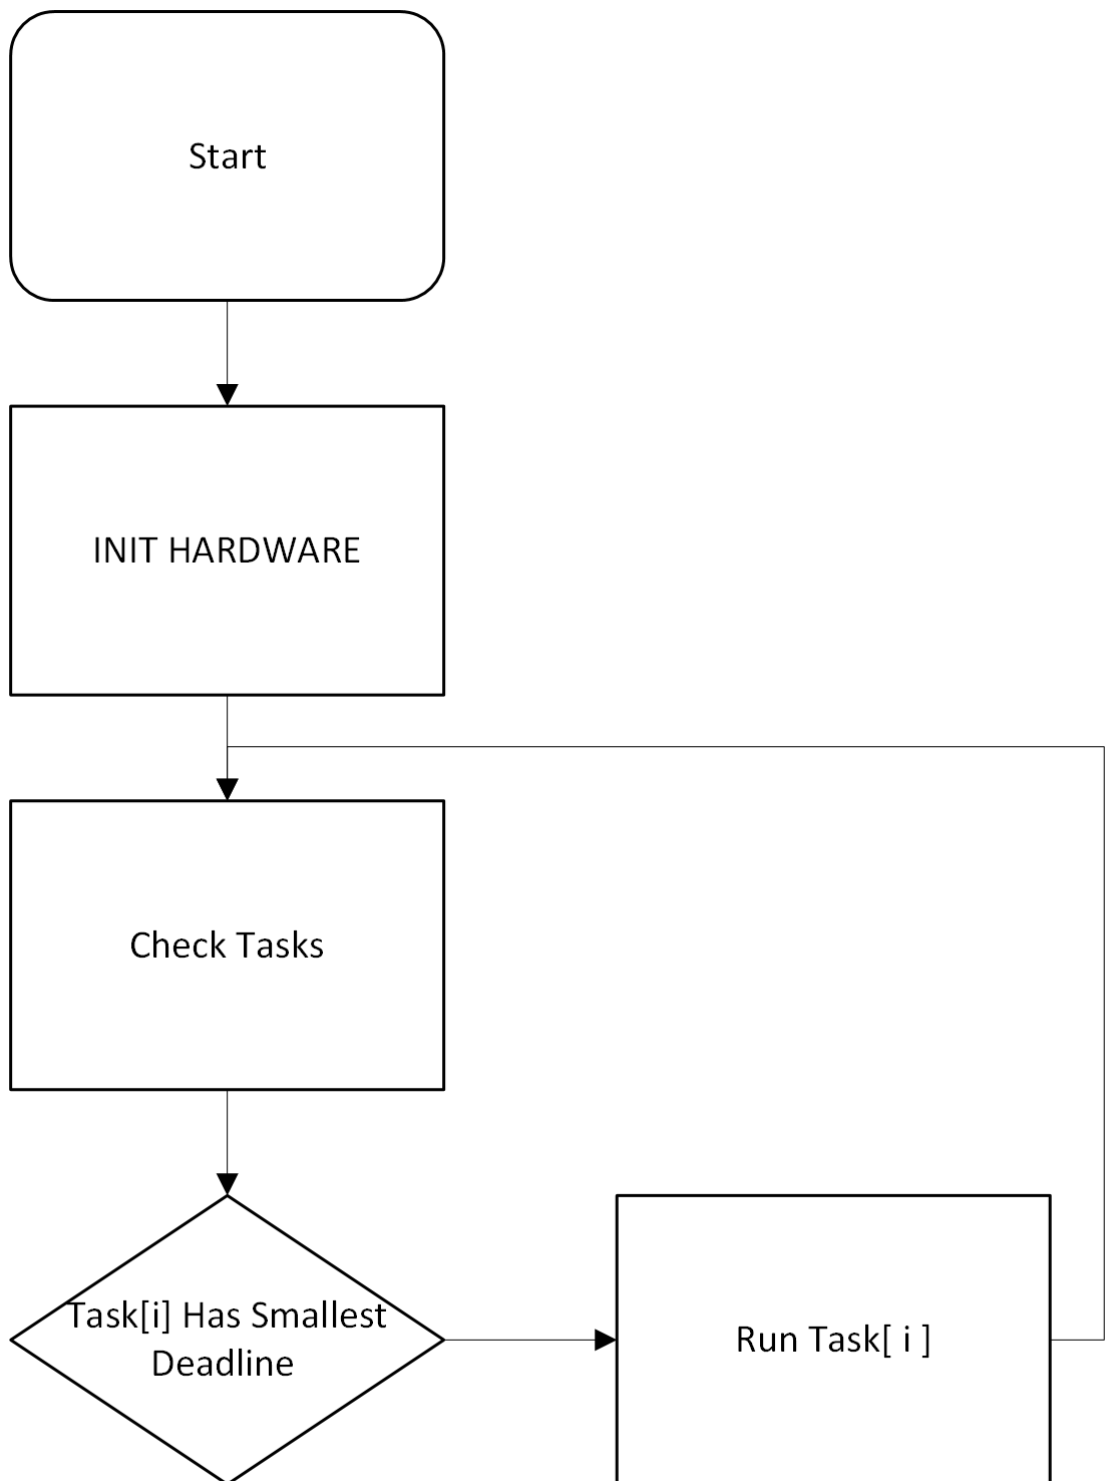 Start
INIT HARDWARE
Check Tasks
Task[i] Has Smallest
Deadline
Run Task[ i ]